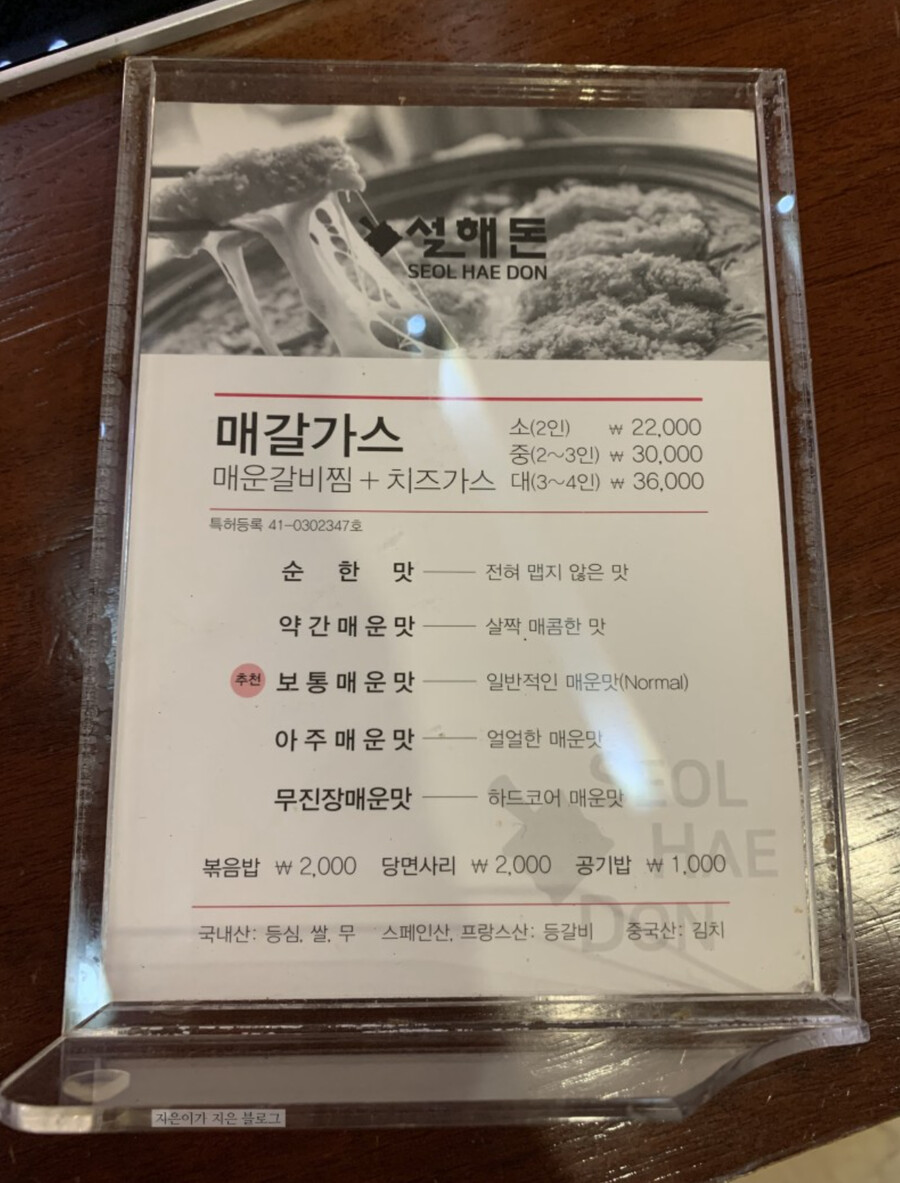 설해돈
SEOL HAE DON
매갈가스
매운갈비찜 + 치즈가스
소(2인) ₩ 22,000
중(2~3인) ₩ 30,000
대(3~4인) ₩ 36,000
특허등록 41-0302347호
순 한 맛 전혀 맵지 않은 맛
약간매운맛 살짝 매콤한 맛
추천 보통매운맛 일반적인 매운맛(Normal)
아주매운맛 얼얼한 매운맛
무진장매운맛 하드코어 매운맛
SEOL
HAE
DON
볶음밥 ₩ 2,000 당면사리 ₩ 2,000 공기밥 ₩ 1,000
국내산: 등심, 쌀, 무 스페인산, 프랑스산: 등갈비 중국산: 김치
지은이가 지은 블로그